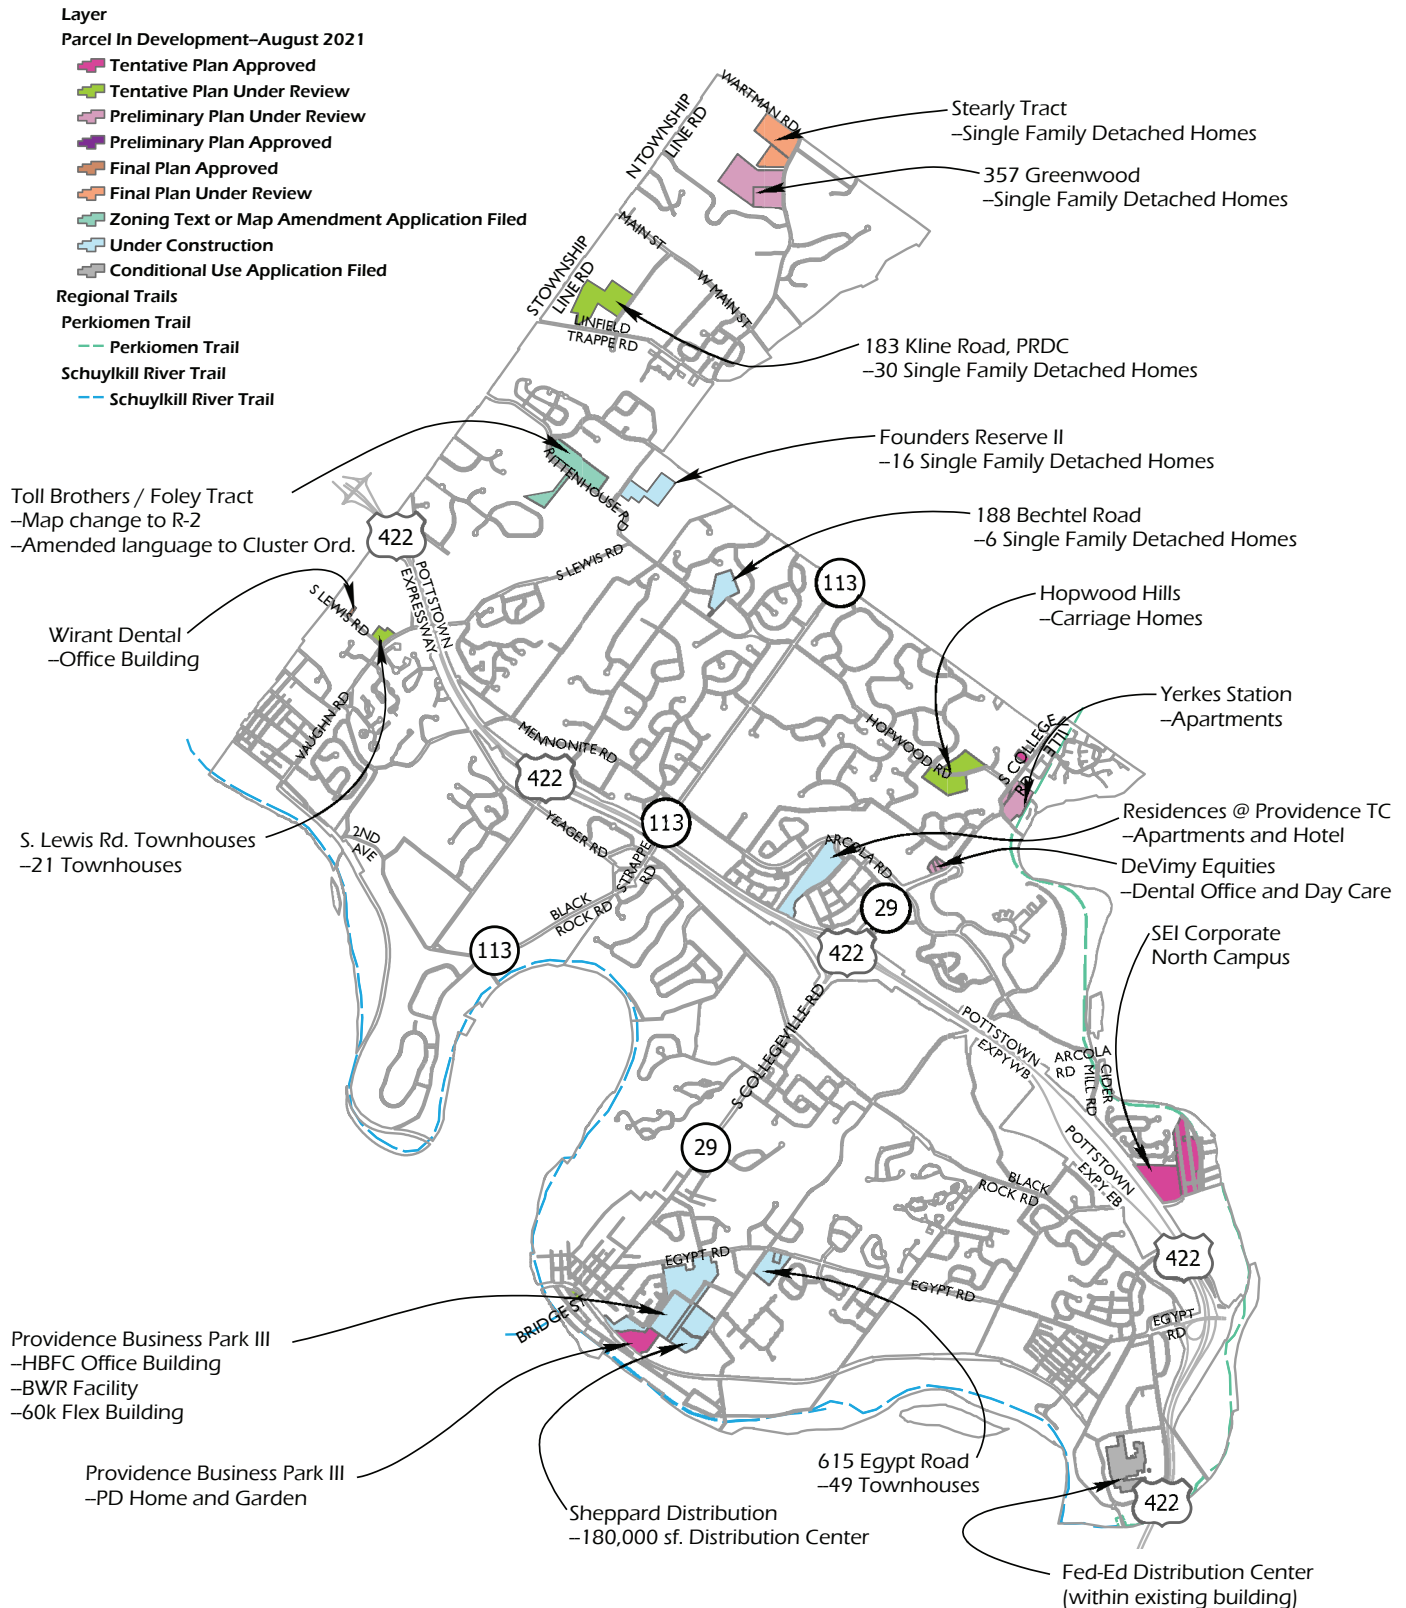 Layer
Parcel In Development–August 2021
Tentative Plan Approved
Tentative Plan Under Review
Preliminary Plan Under Review
Preliminary Plan Approved
Final Plan Approved
Final Plan Under Review
Zoning Text or Map Amendment Application Filed
Under Construction
Conditional Use Application Filed
Regional Trails
Perkiomen Trail
Perkiomen Trail
Schuylkill River Trail
Schuylkill River Trail
WARTMAN RD
N TOWNSHIP
LINE RD
Stearly Tract
–Single Family Detached Homes
357 Greenwood
–Single Family Detached Homes
MAIN ST
W MAIN ST
S TOWNSHIP
LINE RD
LINFIELD
TRAPPE RD
183 Kline Road, PRDC
–30 Single Family Detached Homes
Founders Reserve II
–16 Single Family Detached Homes
RITTENHOUSE RD
Toll Brothers / Foley Tract
–Map change to R-2
–Amended language to Cluster Ord.
422
188 Bechtel Road
–6 Single Family Detached Homes
113
S LEWIS RD
POTTSTOWN
EXPRESSWAY
S LEWIS RD
Hopwood Hills
–Carriage Homes
Wirant Dental
–Office Building
Yerkes Station
–Apartments
VAUGHN RD
MENNONITE RD
HOPWOOD RD
S COLLEGE
VILLE
RD
422
Residences @ Providence TC
–Apartments and Hotel
113
YEAGER RD
2ND
AVE
S. Lewis Rd. Townhouses
–21 Townhouses
STRAPPE
RD
ARCOLA RD
DeVimy Equities
–Dental Office and Day Care
BLACK
ROCK RD
29
113
422
SEI Corporate
North Campus
S COLLEGEVILLE RD
POTTSTOWN
EXPY WB
ARCOLA
RD
CIDER
MILL RD
29
POTTSTOWN
EXPY EB
BLACK
ROCK RD
EGYPT RD
422
EGYPT RD
EGYPT
RD
BRIDGE ST
Providence Business Park III
–HBFC Office Building
–BWR Facility
–60k Flex Building
615 Egypt Road
–49 Townhouses
Providence Business Park III
–PD Home and Garden
Sheppard Distribution
–180,000 sf. Distribution Center
422
Fed-Ed Distribution Center
(within existing building)